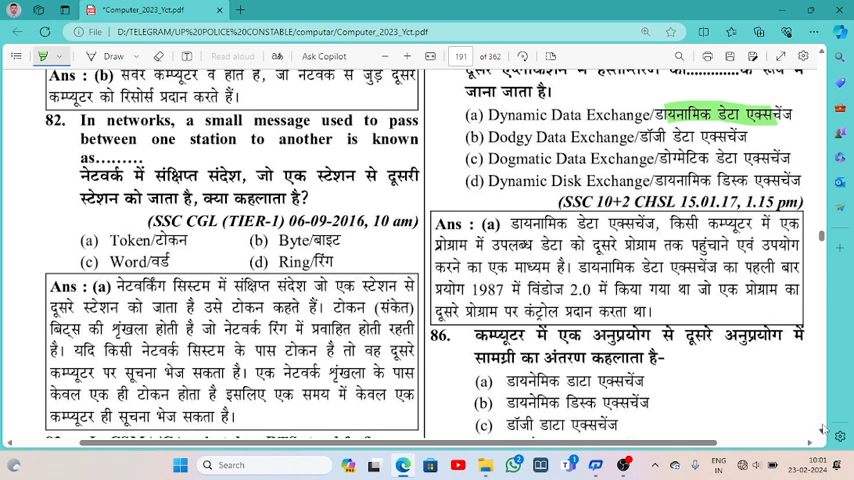 *Computer_2023_Yct.pdf
File
D:/TELEGRAM/UP%20POLICE%20CONSTABLE/computar/Computer_2023_Yct.pdf
Draw
Read aloud
Ask Copilot
191 of 362
Ans : (b) सर्वर कम्प्यूटर वे होते हैं, जो नेटवर्क से जुड़े दूसरे
कम्प्यूटर को रिसोर्स प्रदान करते हैं।
82. In networks, a small message used to pass
between one station to another is known
as.........
नेटवर्क में संक्षिप्त संदेश, जो एक स्टेशन से दूसरी
स्टेशन को जाता है, क्या कहलाता है?
(SSC CGL (TIER-1) 06-09-2016, 10 am)
(a) Token/टोकन (b) Byte/बाइट
(c) Word/वर्ड (d) Ring/रिंग
Ans : (a) नेटवर्किंग सिस्टम में संक्षिप्त संदेश जो एक स्टेशन से
दूसरे स्टेशन को जाता है उसे टोकन कहते हैं। टोकन (संकेत)
बिट्स की शृंखला होती है जो नेटवर्क रिंग में प्रवाहित होती रहती
है। यदि किसी नेटवर्क सिस्टम के पास टोकन है तो वह दूसरे
कम्प्यूटर पर सूचना भेज सकता है। एक नेटवर्क शृंखला के पास
केवल एक ही टोकन होता है इसलिए एक समय में केवल एक
कम्प्यूटर ही सूचना भेज सकता है।
दूसरे एप्लीकेशन में हस्तांतरण को.............के रूप में
जाना जाता है।
(a) Dynamic Data Exchange/डायनामिक डेटा एक्सचेंज
(b) Dodgy Data Exchange/डॉजी डेटा एक्सचेंज
(c) Dogmatic Data Exchange/डोग्मेटिक डेटा एक्सचेंज
(d) Dynamic Disk Exchange/डायनामिक डिस्क एक्सचेंज
(SSC 10+2 CHSL 15.01.17, 1.15 pm)
Ans : (a) डायनामिक डेटा एक्सचेंज, किसी कम्प्यूटर में एक
प्रोग्राम में उपलब्ध डेटा को दूसरे प्रोग्राम तक पहुंचाने एवं उपयोग
करने का एक माध्यम है। डायनामिक डेटा एक्सचेंज का पहली बार
प्रयोग 1987 में विंडोज 2.0 में किया गया था जो एक प्रोग्राम का
दूसरे प्रोग्राम पर कंट्रोल प्रदान करता था।
86. कम्प्यूटर में एक अनुप्रयोग से दूसरे अनुप्रयोग में
सामग्री का अंतरण कहलाता है-
(a) डायनेमिक डाटा एक्सचेंज
(b) डायनेमिक डिस्क एक्सचेंज
(c) डॉजी डाटा एक्सचेंज
Search
2
1
ENG
IN
10:01
23-02-2024